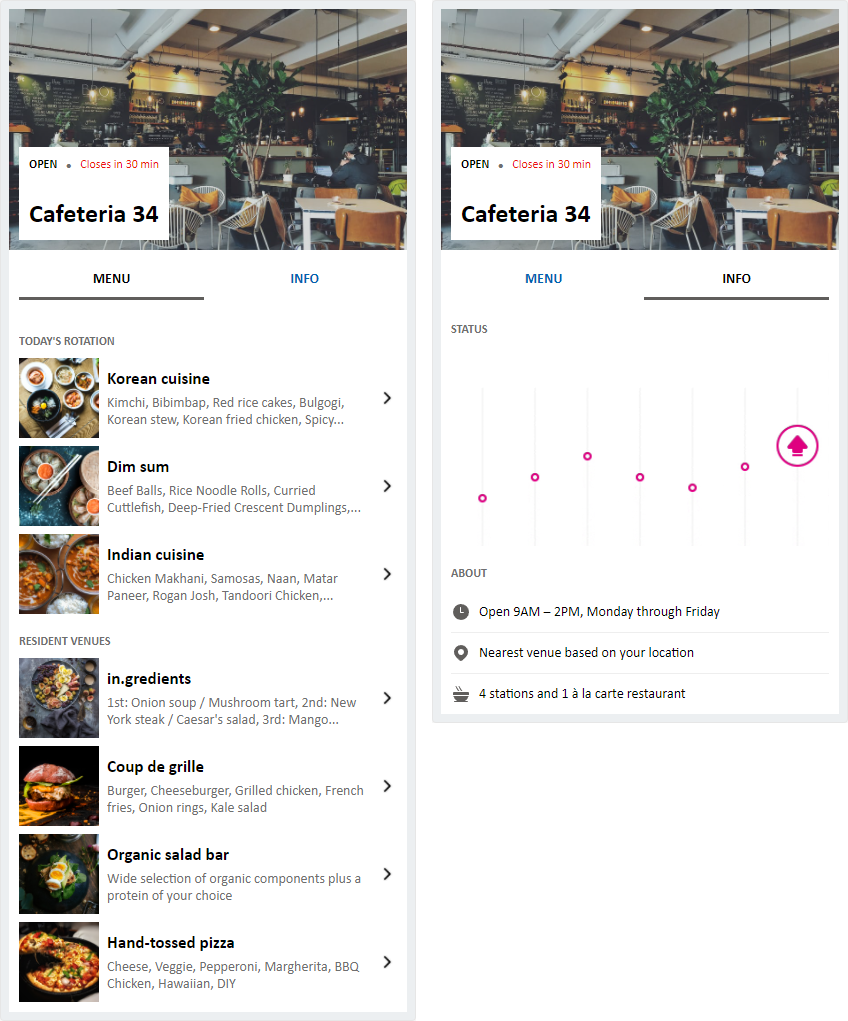 OPEN • Closes in 30 min
Cafeteria 34
MENU INFO
TODAY'S ROTATION
Korean cuisine
Kimchi, Bibimbap, Red rice cakes, Bulgogi,
Korean stew, Korean fried chicken, Spicy...
Dim sum
Beef Balls, Rice Noodle Rolls, Curried
Cuttlefish, Deep-Fried Crescent Dumplings,...
Indian cuisine
Chicken Makhani, Samosas, Naan, Matar
Paneer, Rogan Josh, Tandoori Chicken,...
RESIDENT VENUES
in.gredients
1st: Onion soup / Mushroom tart, 2nd: New
York steak / Caesar's salad, 3rd: Mango...
Coup de grille
Burger, Cheeseburger, Grilled chicken, French
fries, Onion rings, Kale salad
Organic salad bar
Wide selection of organic components plus a
protein of your choice
Hand-tossed pizza
Cheese, Veggie, Pepperoni, Margherita, BBQ
Chicken, Hawaiian, DIY
OPEN • Closes in 30 min
Cafeteria 34
MENU INFO
STATUS
ABOUT
Open 9AM – 2PM, Monday through Friday
Nearest venue based on your location
4 stations and 1 à la carte restaurant